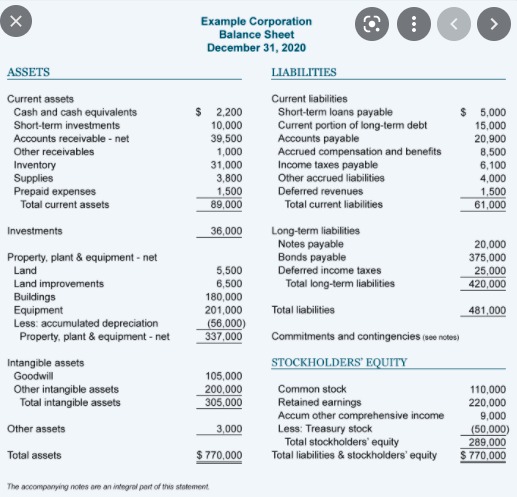 Example Corporation
Balance Sheet
December 31, 2020
ASSETS
Current assets
Cash and cash equivalents $ 2,200
Short-term investments 10,000
Accounts receivable - net 39,500
Other receivables 1,000
Inventory 31,000
Supplies 3,800
Prepaid expenses 1,500
Total current assets 89,000
Investments 36,000
Property, plant & equipment - net
Land 5,500
Land improvements 6,500
Buildings 180,000
Equipment 201,000
Less: accumulated depreciation (56,000)
Property, plant & equipment - net 337,000
Intangible assets
Goodwill 105,000
Other intangible assets 200,000
Total intangible assets 305,000
Other assets 3,000
Total assets $ 770,000
LIABILITIES
Current liabilities
Short-term loans payable $ 5,000
Current portion of long-term debt 15,000
Accounts payable 20,900
Accrued compensation and benefits 8,500
Income taxes payable 6,100
Other accrued liabilities 4,000
Deferred revenues 1,500
Total current liabilities 61,000
Long-term liabilities
Notes payable 20,000
Bonds payable 375,000
Deferred income taxes 25,000
Total long-term liabilities 420,000
Total liabilities 481,000
Commitments and contingencies (see notes)
STOCKHOLDERS' EQUITY
Common stock 110,000
Retained earnings 220,000
Accum other comprehensive income 9,000
Less: Treasury stock (50,000)
Total stockholders' equity 289,000
Total liabilities & stockholders' equity $ 770,000
The accompanying notes are an integral part of this statement.